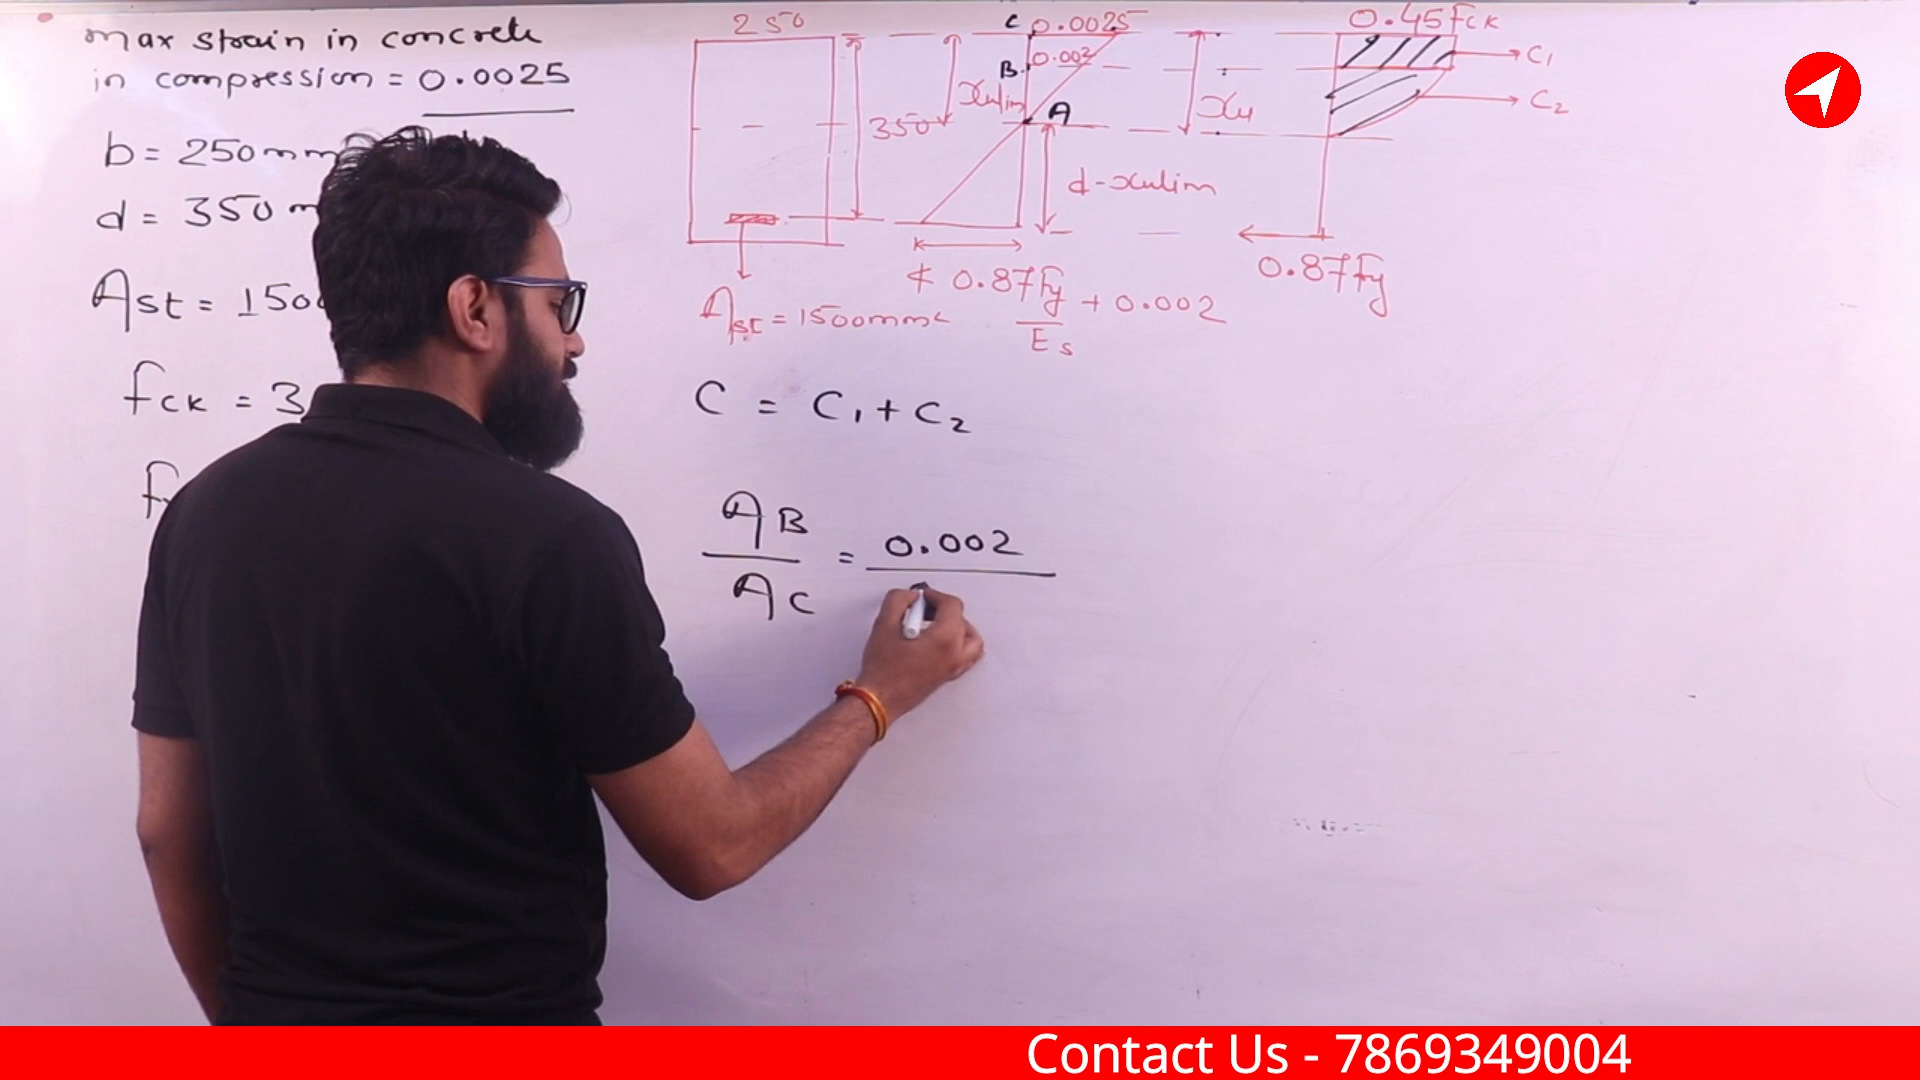 max strain in concrete
in compression = 0.0025
b = 250mm
d = 350 m
Ast = 150
fck = 3
f
250
350
Ast = 1500mm²
C 0.0025
B 0.002
xulim
A
d-xulim
≮ 0.87fy + 0.002
Es
xu
0.45fck
C1
C2
0.87fy
C = C1 + C2
AB = 0.002
AC
Contact Us - 7869349004